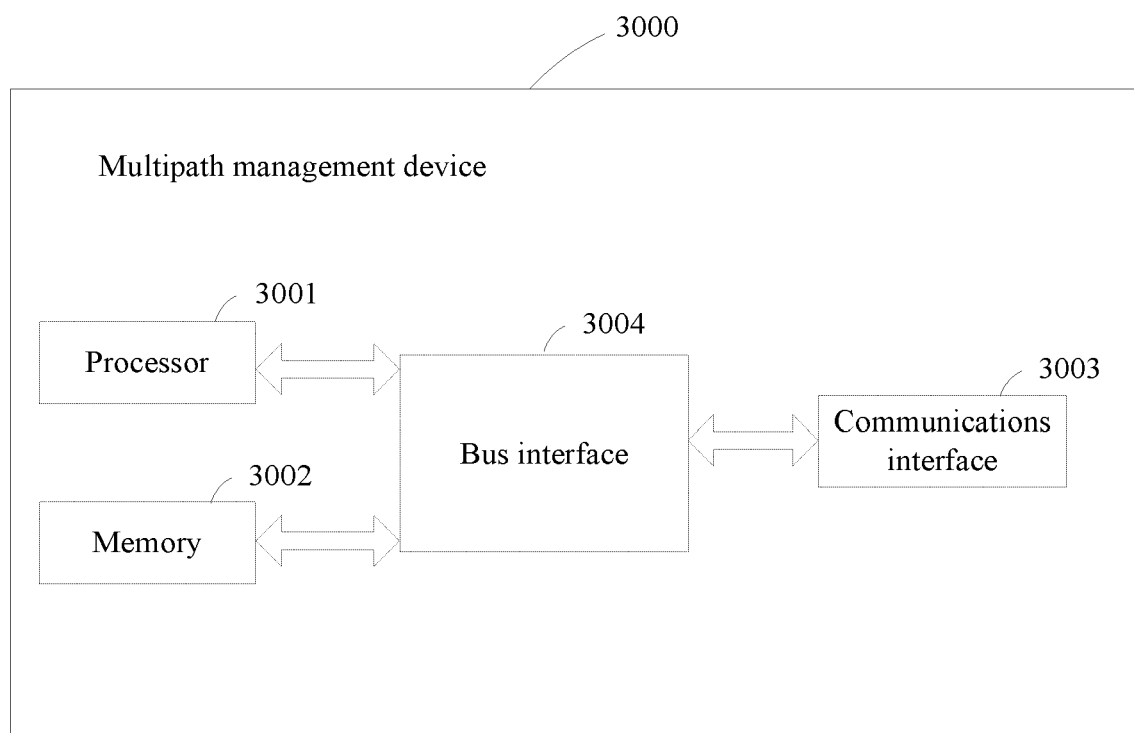 3000
Multipath management device
3001
Processor
3004
Bus interface
3003
Communications
interface
3002
Memory